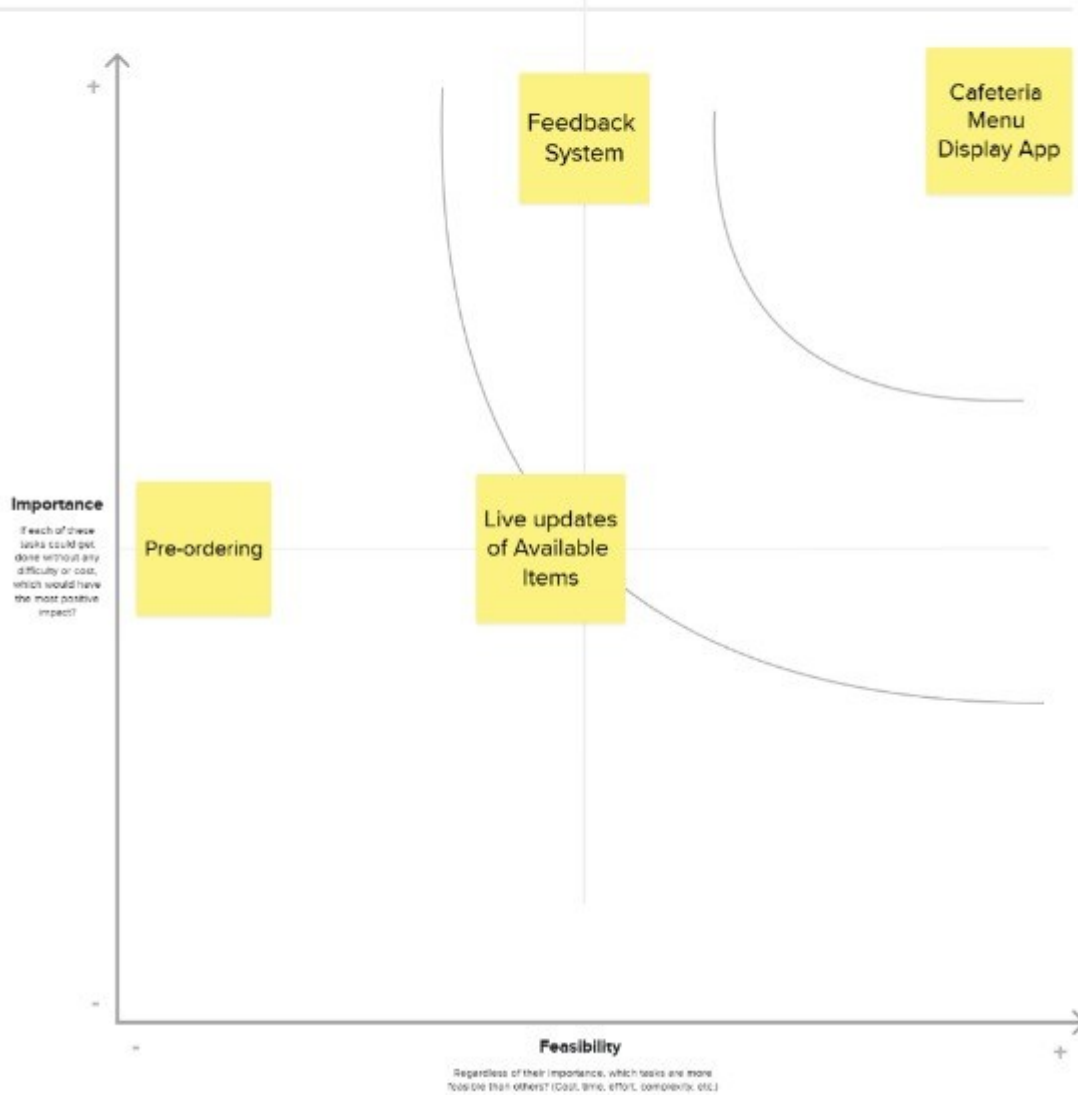 +
Feedback
System
Cafeteria
Menu
Display App
Importance
If each of these
tasks could get
done without any
difficulty or cost,
which would have
the most positive
impact?
Pre-ordering
Live updates
of Available
Items
-
-
Feasibility
+
Regardless of their importance, which tasks are more
feasible than others? (Cost, time, effort, complexity, etc.)